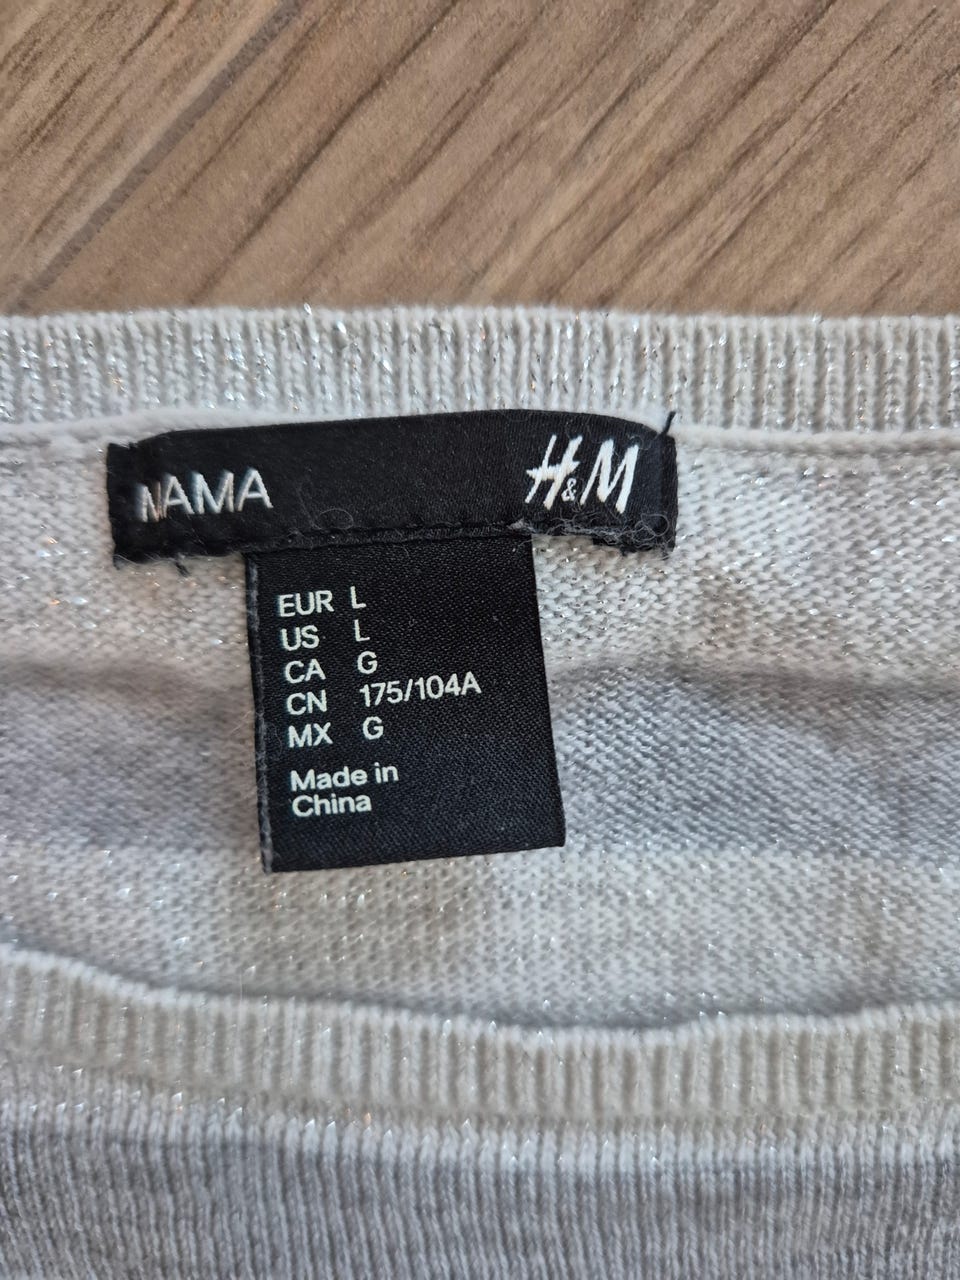 MAMA H&M
EUR L
US L
CA G
CN 175/104A
MX G
Made in
China